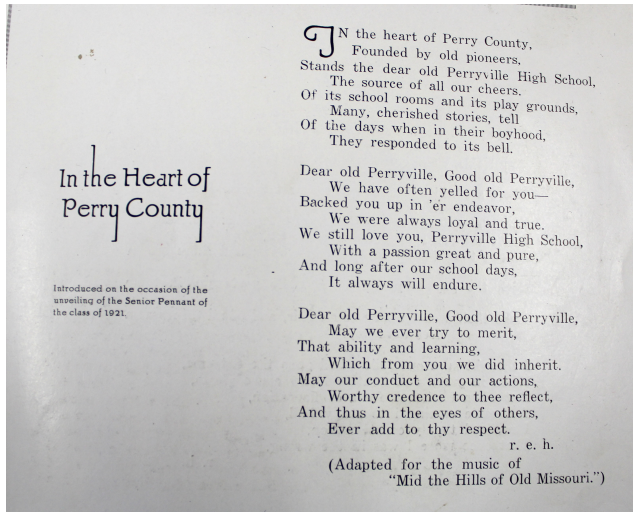 In the Heart of
Perry County
Introduced on the occasion of the
unveiling of the Senior Pennant of
the class of 1921.
IN the heart of Perry County,
Founded by old pioneers,
Stands the dear old Perryville High School,
The source of all our cheers.
Of its school rooms and its play grounds,
Many, cherished stories, tell
Of the days when in their boyhood,
They responded to its bell.
Dear old Perryville, Good old Perryville,
We have often yelled for you—
Backed you up in 'er endeavor,
We were always loyal and true.
We still love you, Perryville High School,
With a passion great and pure,
And long after our school days,
It always will endure.
Dear old Perryville, Good old Perryville,
May we ever try to merit,
That ability and learning,
Which from you we did inherit.
May our conduct and our actions,
Worthy credence to thee reflect,
And thus in the eyes of others,
Ever add to thy respect.
r. e. h.
(Adapted for the music of
"Mid the Hills of Old Missouri.")